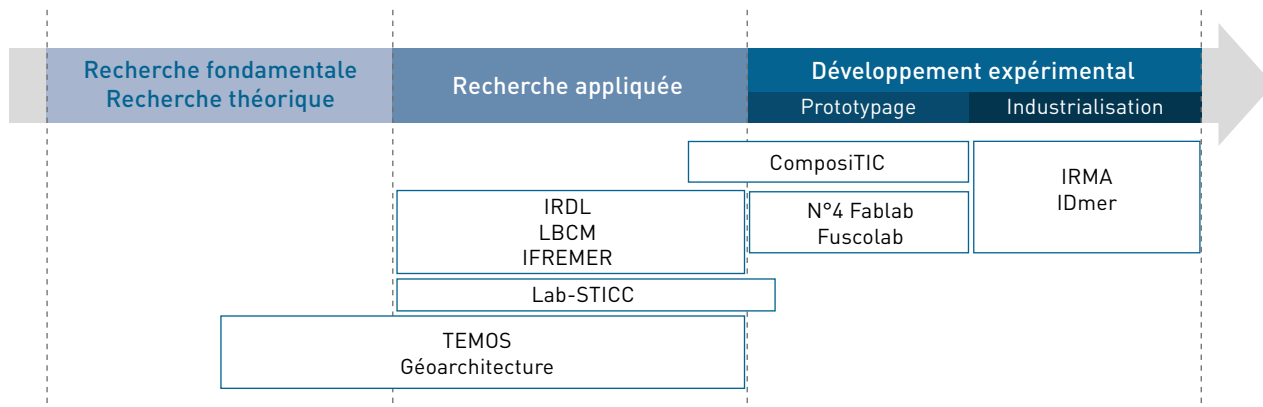 Recherche fondamentale
Recherche théorique
Recherche appliquée
Développement expérimental
Prototypage
Industrialisation
ComposiTIC
IRMA
IDmer
IRDL
LBCM
IFREMER
N°4 Fablab
Fuscolab
Lab-STICC
TEMOS
Géoarchitecture